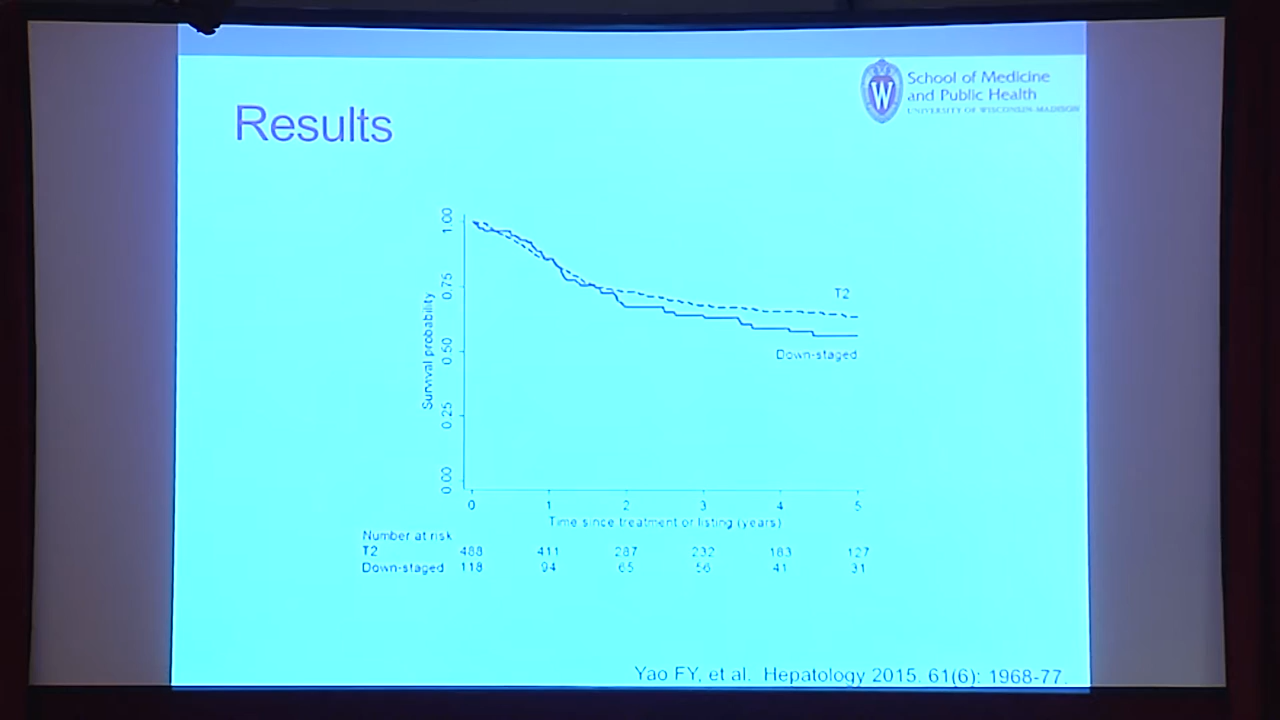 School of Medicine
and Public Health
UNIVERSITY OF WISCONSIN-MADISON
W
Results
1.00
0.75
0.50
0.25
0.00
Survival probability
T2
Down-staged
0 1 2 3 4 5
Time since treatment or listing (years)
Number at risk
T2 488 411 287 232 183 127
Down-staged 118 94 65 56 41 31
Yao FY, et al. Hepatology 2015. 61(6): 1968-77.